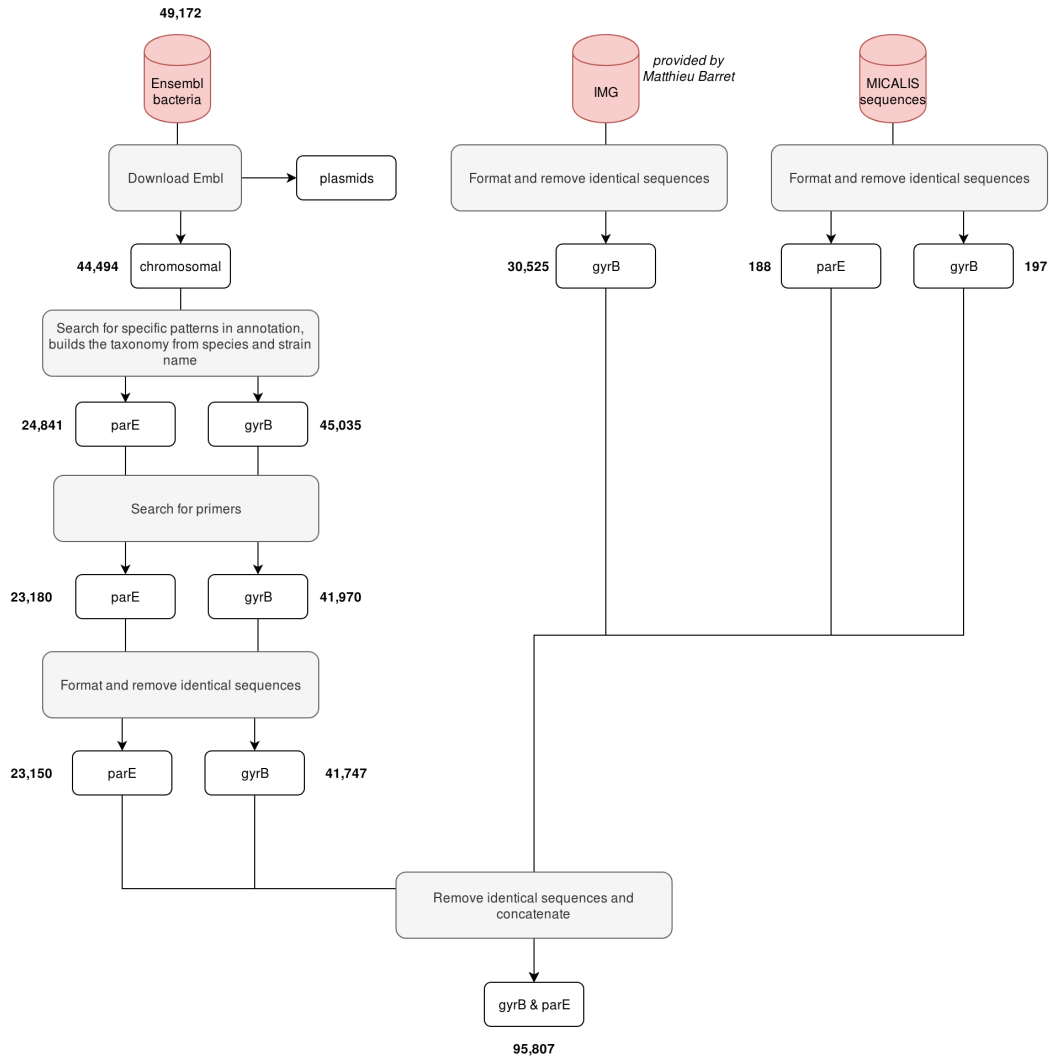 49,172
Ensembl
bacteria
IMG
provided by
Matthieu Barret
MICALIS
sequences
Download Embl
plasmids
Format and remove identical sequences
Format and remove identical sequences
44,494
chromosomal
30,525
gyrB
188
parE
gyrB
197
Search for specific patterns in annotation,
builds the taxonomy from species and strain
name
24,841
parE
gyrB
45,035
Search for primers
23,180
parE
gyrB
41,970
Format and remove identical sequences
23,150
parE
gyrB
41,747
Remove identical sequences and
concatenate
gyrB & parE
95,807